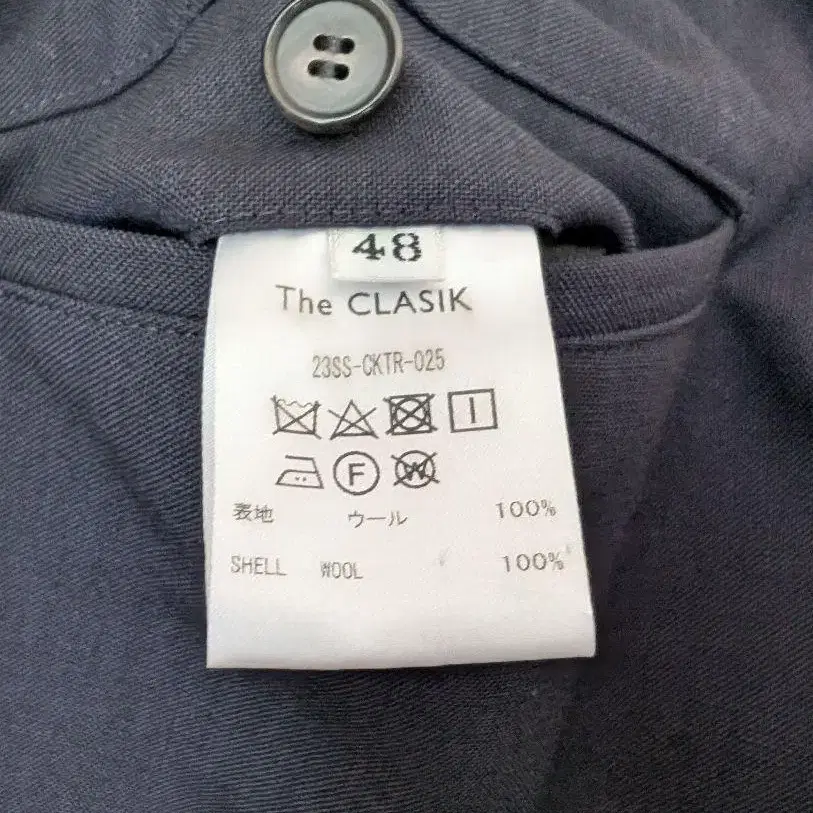 48
The CLASIK
23SS-CKTR-025
F W
表地 ウール 100%
SHELL WOOL 100%